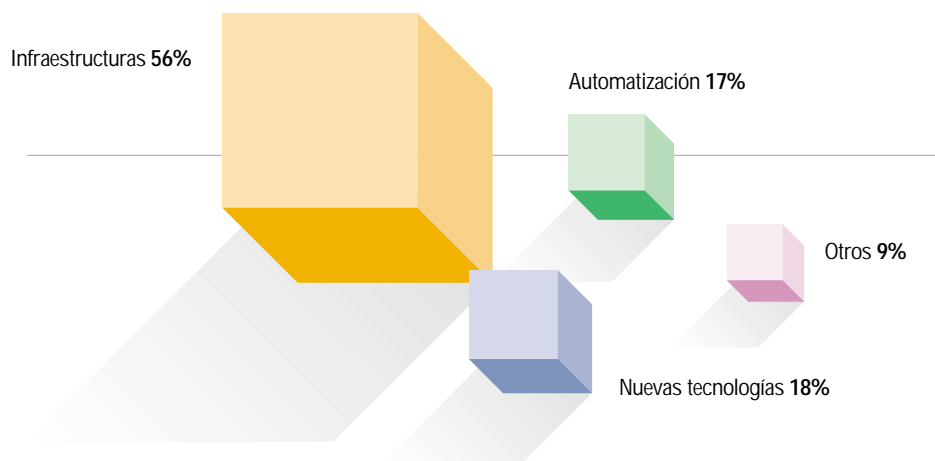 Infraestructuras 56%
Automatización 17%
Otros 9%
Nuevas tecnologías 18%